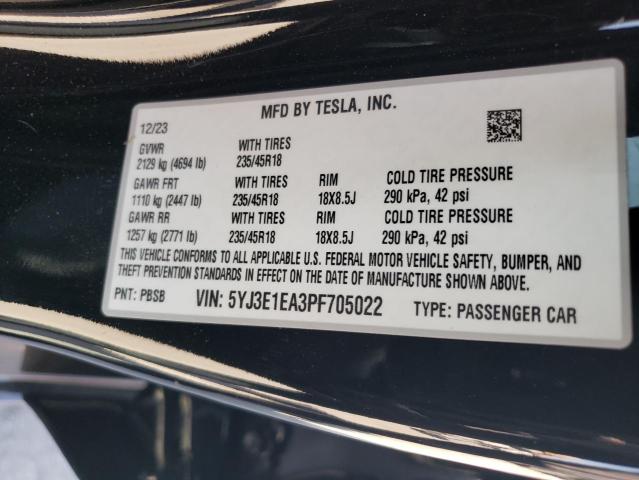 MFD BY TESLA, INC.
12/23
GVWR WITH TIRES
2129 kg (4694 lb) 235/45R18
GAWR FRT WITH TIRES RIM COLD TIRE PRESSURE
1110 kg (2447 lb) 235/45R18 18X8.5J 290 kPa, 42 psi
GAWR RR WITH TIRES RIM COLD TIRE PRESSURE
1257 kg (2771 lb) 235/45R18 18X8.5J 290 kPa, 42 psi
THIS VEHICLE CONFORMS TO ALL APPLICABLE U.S. FEDERAL MOTOR VEHICLE SAFETY, BUMPER, AND
THEFT PREVENTION STANDARDS IN EFFECT ON THE DATE OF MANUFACTURE SHOWN ABOVE.
PNT: PBSB VIN: 5YJ3E1EA3PF705022 TYPE: PASSENGER CAR